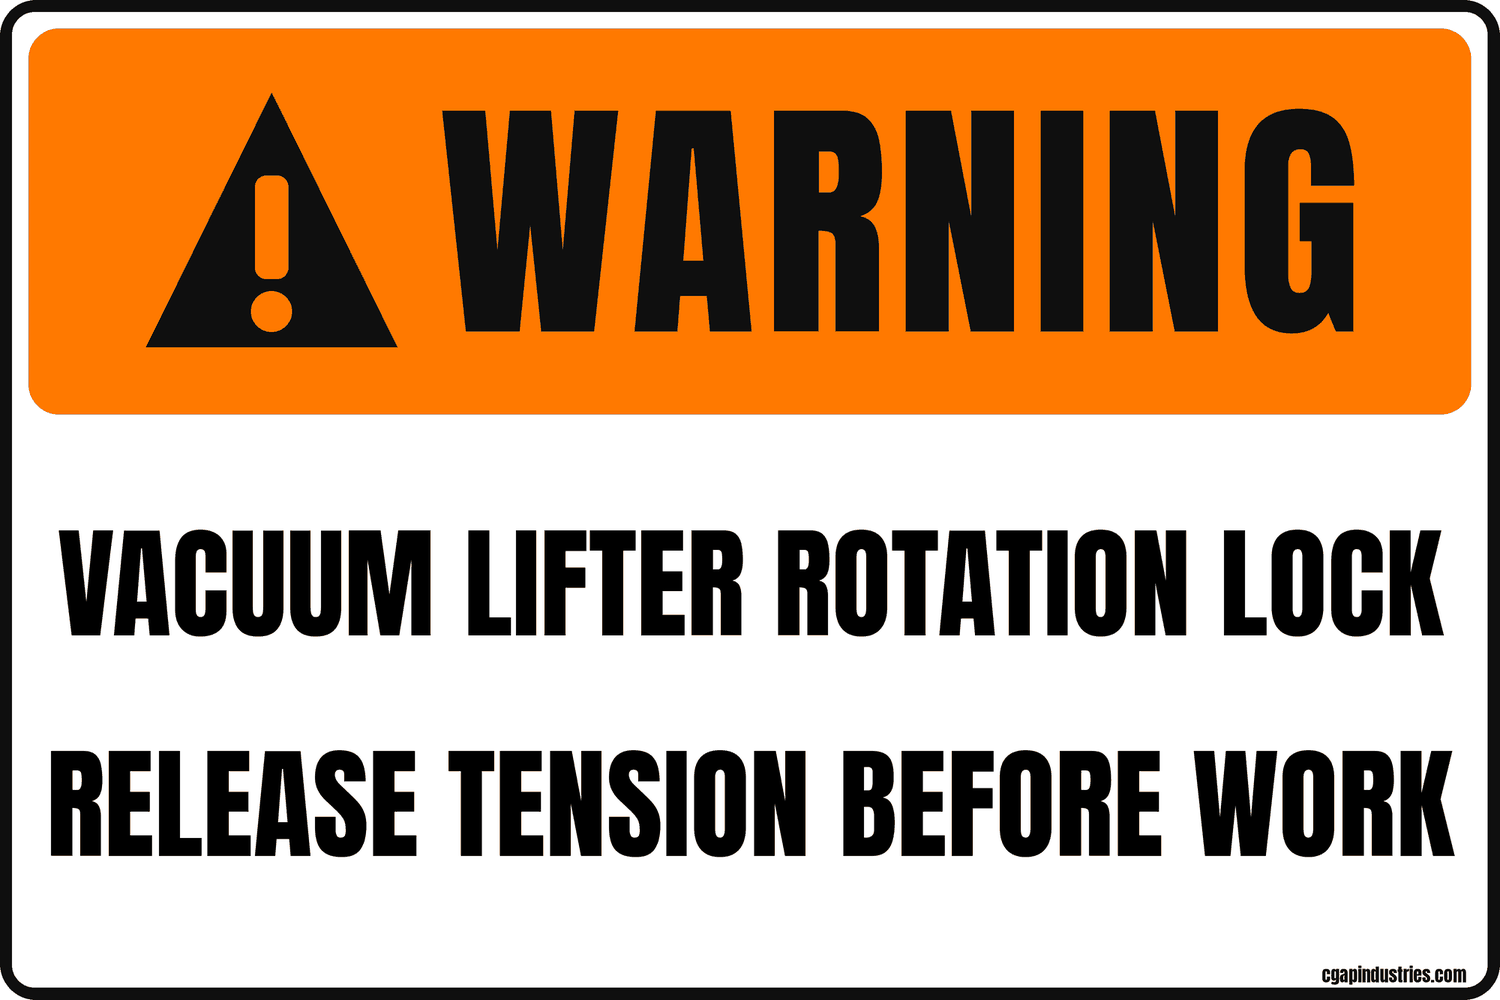 WARNING
VACUUM LIFTER ROTATION LOCK
RELEASE TENSION BEFORE WORK
cgapindustries.com